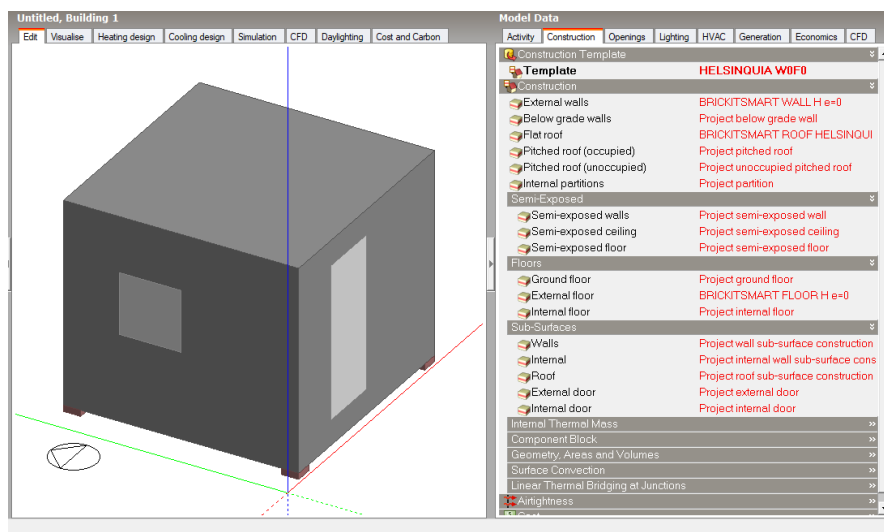 Untitled, Building 1
Edit Visualise Heating design Cooling design Simulation CFD Daylighting Cost and Carbon
Model Data
Activity Construction Openings Lighting HVAC Generation Economics CFD
Construction Template
Template HELSINQUIA W0F0
Construction
External walls BRICKITSMART WALL H e=0
Below grade walls Project below grade wall
Flat roof BRICKITSMART ROOF HELSINQUI
Pitched roof (occupied) Project pitched roof
Pitched roof (unoccupied) Project unoccupied pitched roof
Internal partitions Project partition
Semi-Exposed
Semi-exposed walls Project semi-exposed wall
Semi-exposed ceiling Project semi-exposed ceiling
Semi-exposed floor Project semi-exposed floor
Floors
Ground floor Project ground floor
External floor BRICKITSMART FLOOR H e=0
Internal floor Project internal floor
Sub-Surfaces
Walls Project wall sub-surface construction
Internal Project internal wall sub-surface cons
Roof Project roof sub-surface construction
External door Project external door
Internal door Project internal door
Internal Thermal Mass
Component Block
Geometry, Areas and Volumes
Surface Convection
Linear Thermal Bridging at Junctions
Airtightness